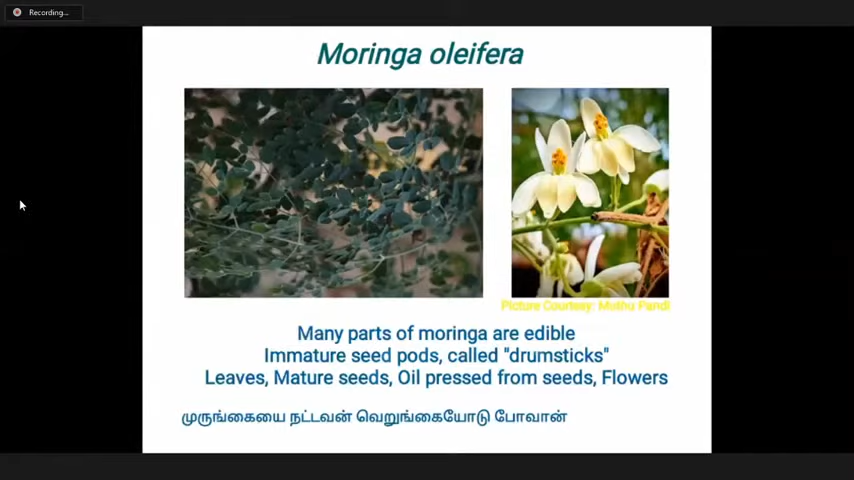 Recording...
Moringa oleifera
Picture Courtesy: Muthu Pandi
Many parts of moringa are edible
Immature seed pods, called "drumsticks"
Leaves, Mature seeds, Oil pressed from seeds, Flowers
முருங்கையை நட்டவன் வெறுங்கையோடு போவான்